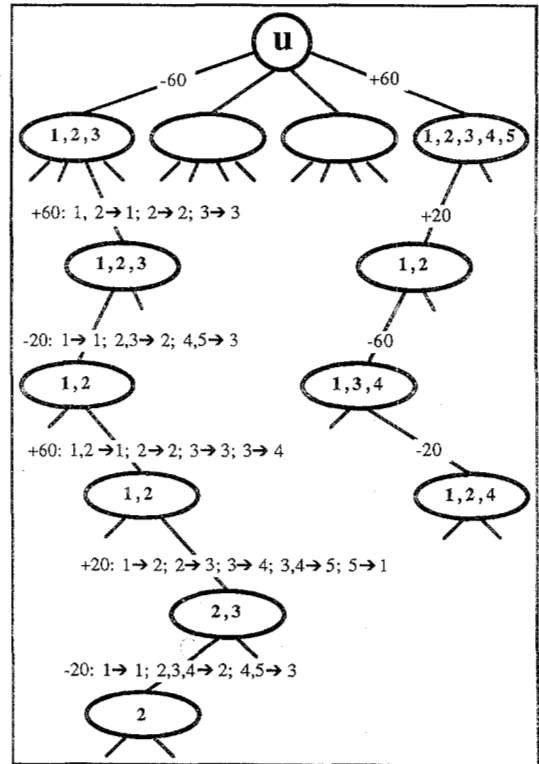 u
-60 +60
1,2,3 1,2,3,4,5
+60: 1, 2➔1; 2➔2; 3➔3 +20
1,2,3 1,2
-20: 1➔ 1; 2,3➔ 2; 4,5➔ 3 -60
1,2 1,3,4
+60: 1,2➔1; 2➔2; 3➔3; 3➔ 4 -20
1,2 1,2,4
+20: 1➔ 2; 2➔ 3; 3➔ 4; 3,4➔ 5; 5➔ 1
2,3
-20: 1➔ 1; 2,3,4➔ 2; 4,5➔ 3
2